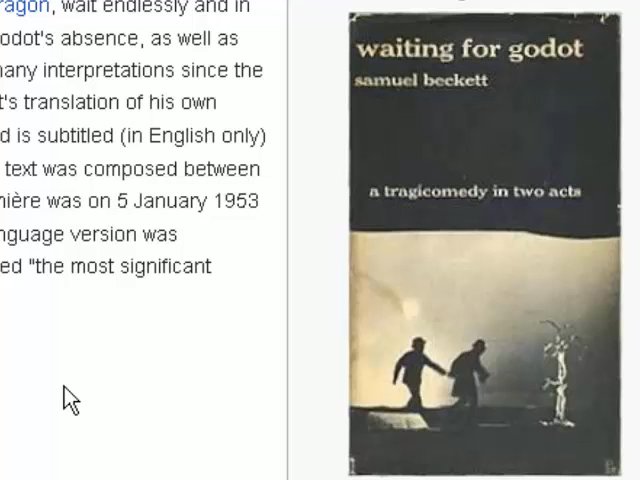 ragon, wait endlessly and in
odot's absence, as well as
many interpretations since the
t's translation of his own
d is subtitled (in English only)
text was composed between
mière was on 5 January 1953
nguage version was
ed "the most significant
waiting for godot
samuel beckett
a tragicomedy in two acts